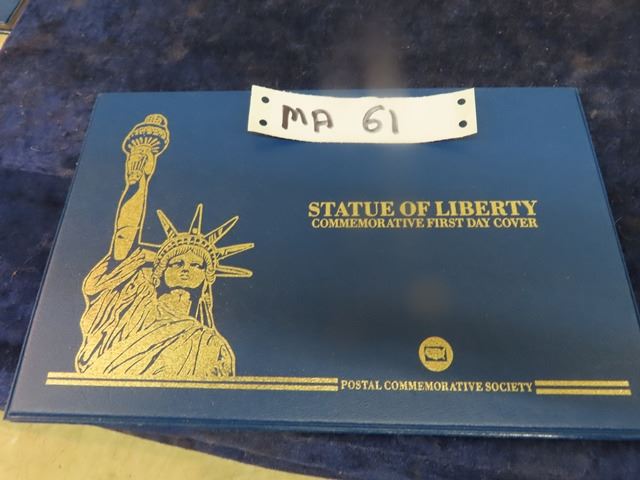 MA 61
STATUE OF LIBERTY
COMMEMORATIVE FIRST DAY COVER
POSTAL COMMEMORATIVE SOCIETY